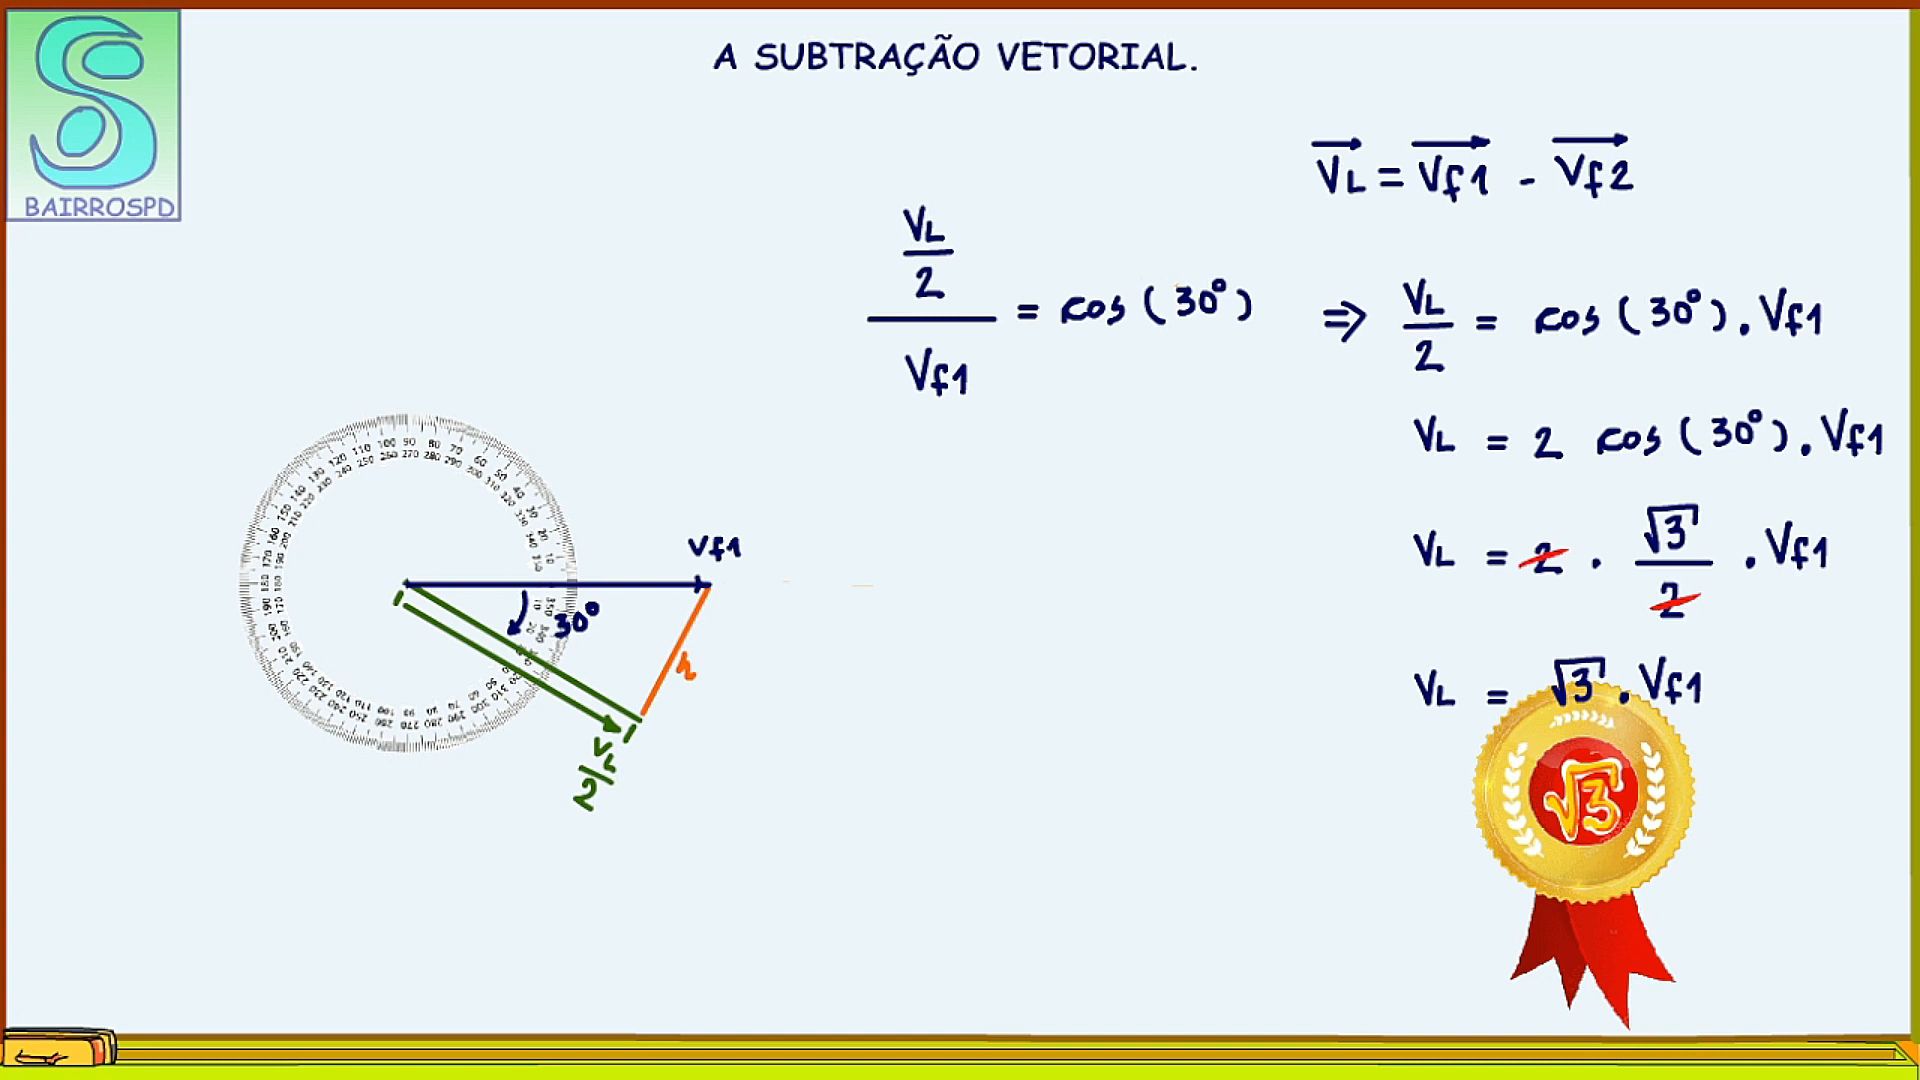 BAIRROSPD
A SUBTRAÇÃO VETORIAL.
VL = Vf1 - Vf2
VL
2
Vf1
= cos (30°) ⇒ VL/2 = cos (30°) . Vf1
VL = 2 cos (30°) . Vf1
VL = 2 . √3/2 . Vf1
VL = √3 . Vf1
√3
Vf1
30°
h
VL/2